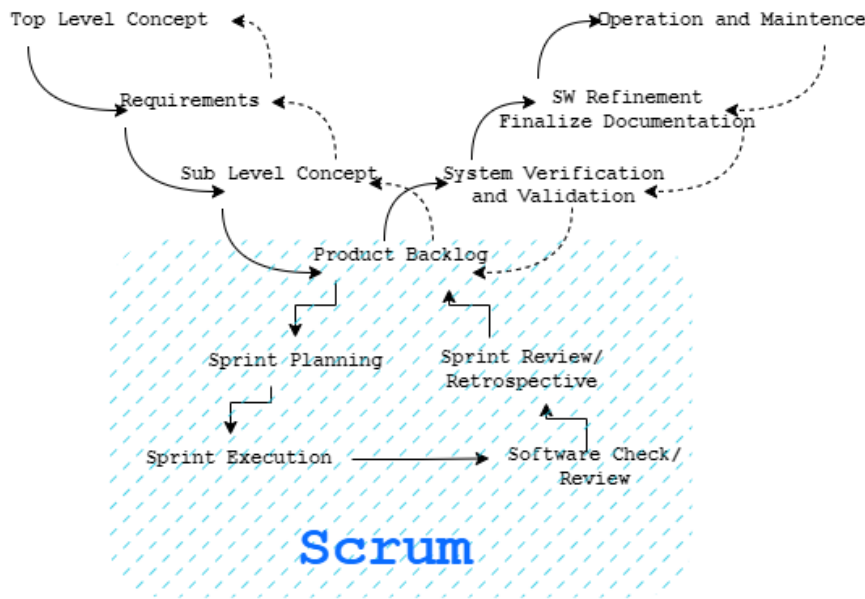 Top Level Concept
Operation and Maintence
Requirements
SW Refinement
Finalize Documentation
Sub Level Concept
System Verification
and Validation
Product Backlog
Sprint Planning
Sprint Review/
Retrospective
Sprint Execution
Software Check/
Review
Scrum